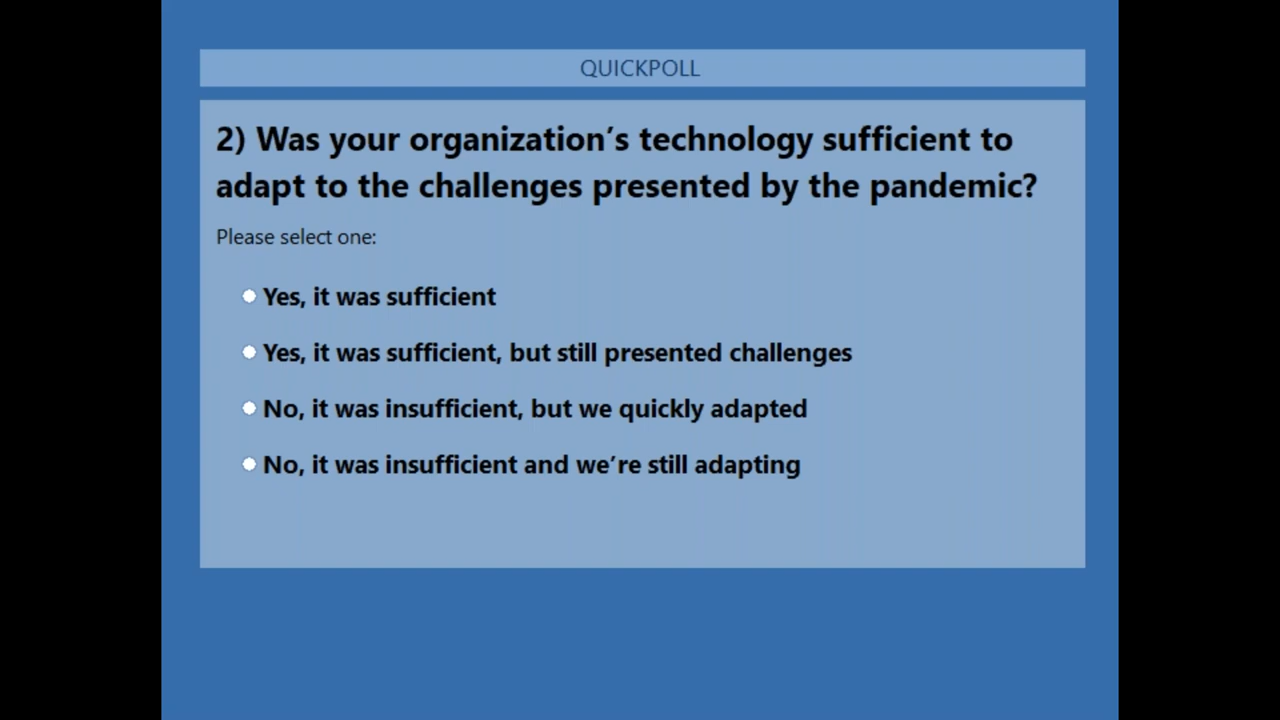 QUICKPOLL
2) Was your organization’s technology sufficient to
adapt to the challenges presented by the pandemic?
Please select one:
Yes, it was sufficient
Yes, it was sufficient, but still presented challenges
No, it was insufficient, but we quickly adapted
No, it was insufficient and we’re still adapting